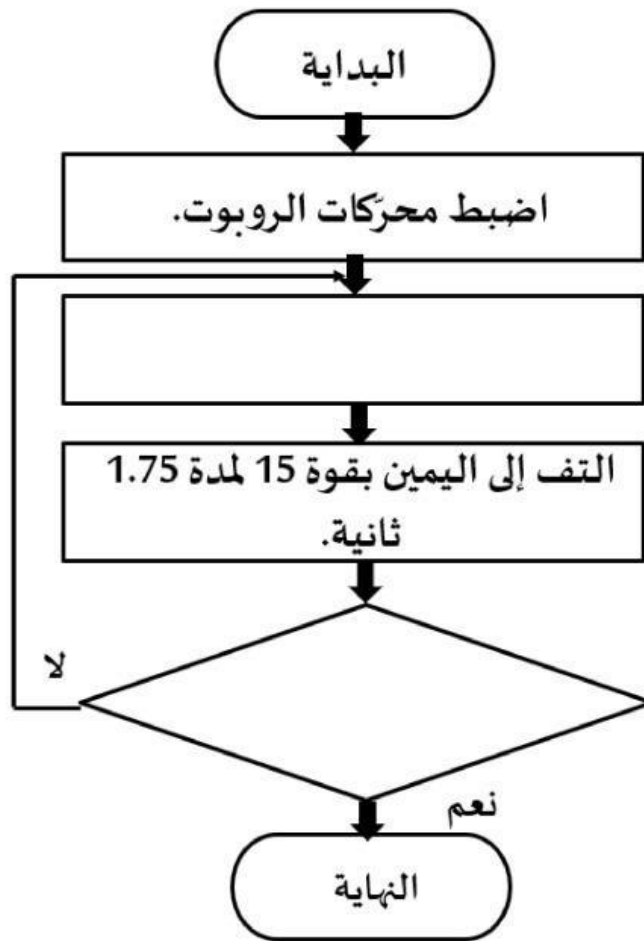 البداية
اضبط محرّكات الروبوت.
التف إلى اليمين بقوة 15 لمدة 1.75
ثانية.
لا
نعم
النهاية